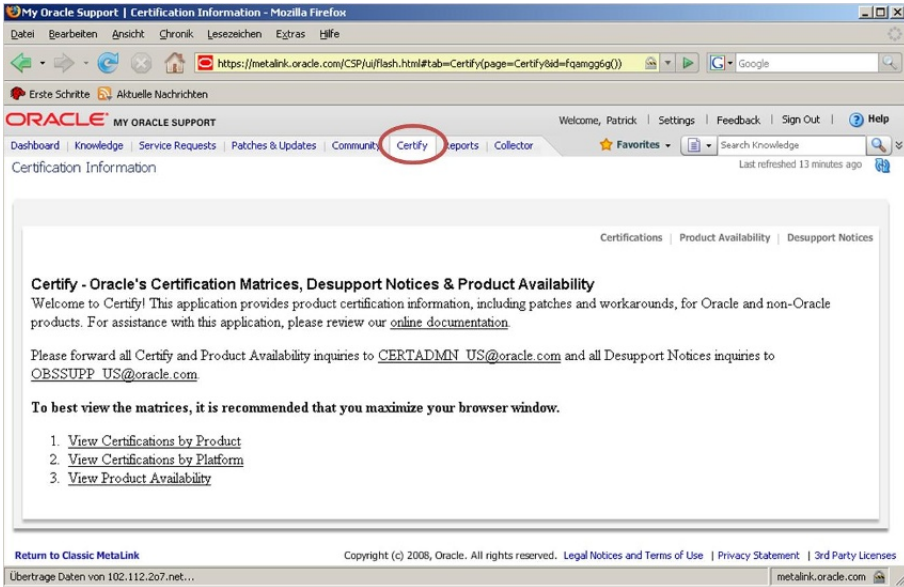 My Oracle Support | Certification Information - Mozilla Firefox
Datei Bearbeiten Ansicht Chronik Lesezeichen Extras Hilfe
https://metalink.oracle.com/CSP/ui/flash.html#tab=Certify(page=Certify&id=fqamgg6g()) G Google
Erste Schritte Aktuelle Nachrichten
ORACLE MY ORACLE SUPPORT Welcome, Patrick | Settings | Feedback | Sign Out | ? Help
Dashboard | Knowledge | Service Requests | Patches & Updates | Community | Certify | Reports | Collector Favorites Search Knowledge
Certification Information Last refreshed 13 minutes ago
Certifications | Product Availability | Desupport Notices
Certify - Oracle's Certification Matrices, Desupport Notices & Product Availability
Welcome to Certify! This application provides product certification information, including patches and workarounds, for Oracle and non-Oracle
products. For assistance with this application, please review our online documentation.
Please forward all Certify and Product Availability inquiries to CERTADMN_US@oracle.com and all Desupport Notices inquiries to
OBSSUPP_US@oracle.com.
To best view the matrices, it is recommended that you maximize your browser window.
1. View Certifications by Product
2. View Certifications by Platform
3. View Product Availability
Return to Classic MetaLink Copyright (c) 2008, Oracle. All rights reserved. Legal Notices and Terms of Use | Privacy Statement | 3rd Party Licenses
Übertrage Daten von 102.112.2o7.net... metalink.oracle.com